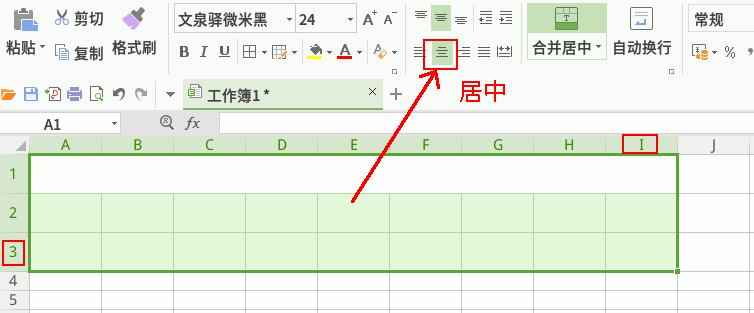 剪切 文泉驿微米黑 24 A+ A- 常规
粘贴 复制 格式刷 B I U A 合并居中 自动换行 %
居中
工作簿1 *
A1 fx
A B C D E F G H I J
1
2
3
4
5